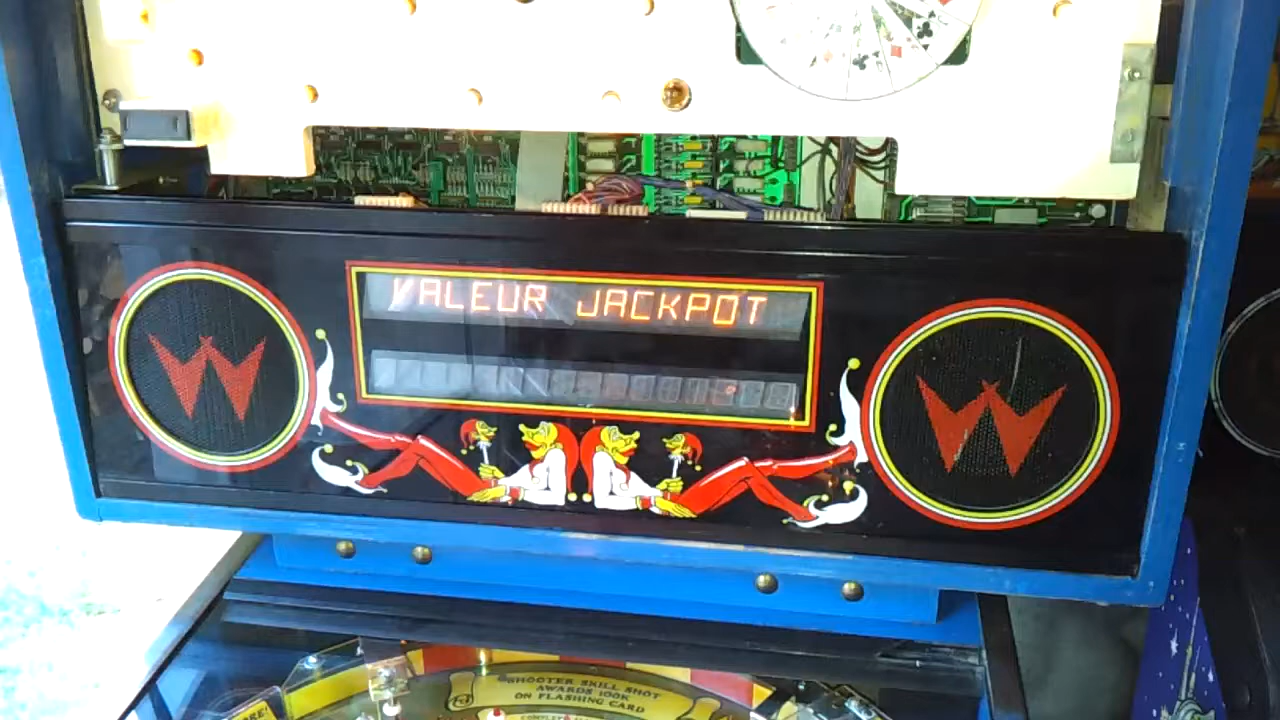 VALEUR JACKPOT
SHOOTER SKILL SHOT
AWARDS 100K
ON FLASHING CARD